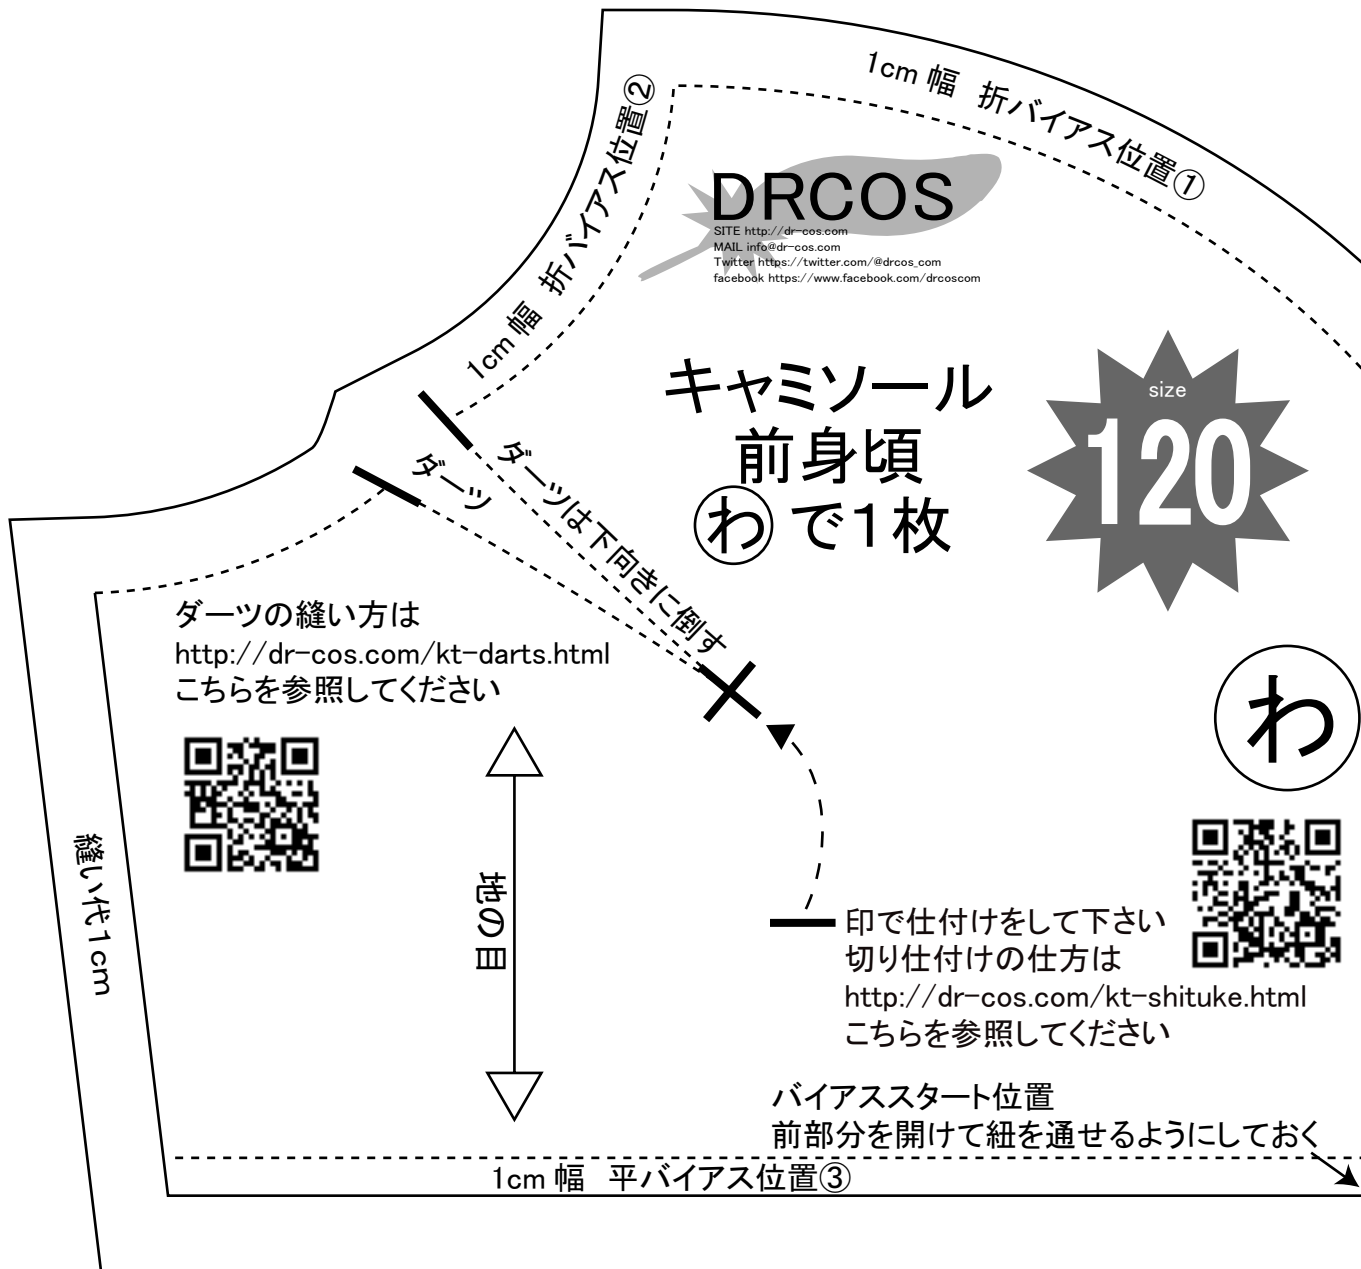 1cm 幅 折バイアス位置①
1cm 幅 折バイアス位置②
DRCOS
SITE http://dr-cos.com
MAIL info@dr-cos.com
Twitter https://twitter.com/@drcos_com
facebook https://www.facebook.com/drcoscom
キャミソール
前身頃
わ で１枚
size
120
ダーツ
ダーツは下向きに倒す
ダーツの縫い方は
http://dr-cos.com/kt-darts.html
こちらを参照してください
わ
縫い代1cm
地の目
印で仕付けをして下さい
切り仕付けの仕方は
http://dr-cos.com/kt-shituke.html
こちらを参照してください
バイアススタート位置
前部分を開けて紐を通せるようにしておく
1cm 幅 平バイアス位置③